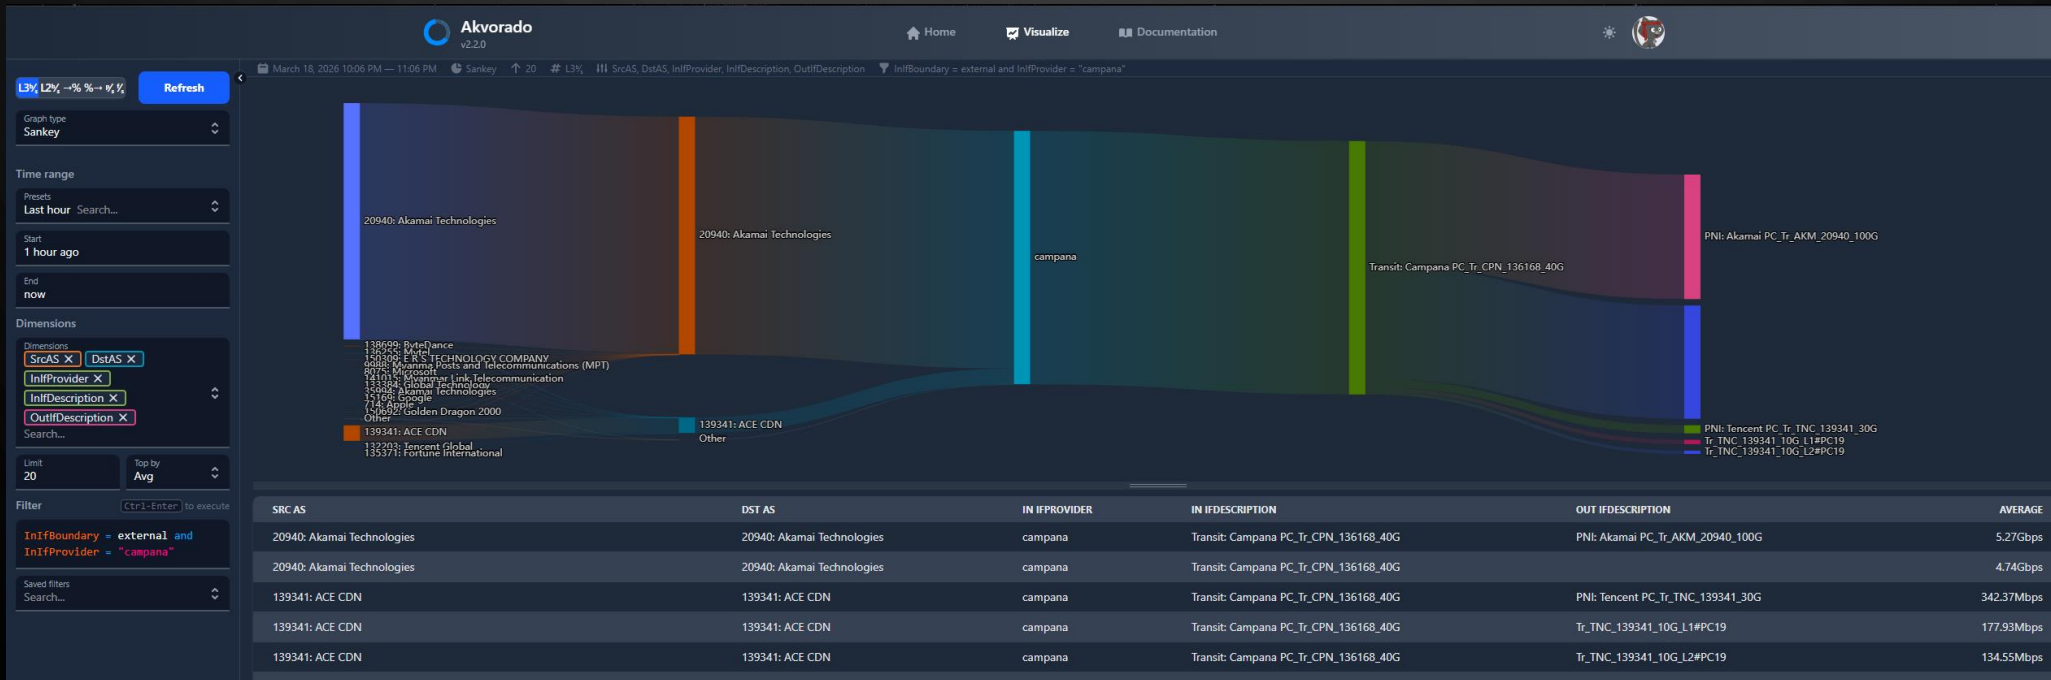 Akvorado
v2.2.0
Home
Visualize
Documentation
March 18, 2026 10:06 PM — 11:06 PM
Sankey
20
L3ᵇ⁄ₛ
SrcAS, DstAS, InIfProvider, InIfDescription, OutIfDescription
InIfBoundary = external and InIfProvider = "campana"
L3ᵇ⁄ₛ L2ᵇ⁄ₛ →% %→ ᵖ⁄ₛ ᶠ⁄ₛ
Refresh
Graph type
Sankey
Time range
Presets
Last hour Search...
Start
1 hour ago
End
now
Dimensions
Dimensions
SrcAS ✕ DstAS ✕
InIfProvider ✕
InIfDescription ✕
OutIfDescription ✕
Search...
Limit
20
Top by
Avg
Filter
Ctrl-Enter to execute
InIfBoundary = external and
InIfProvider = "campana"
Saved filters
Search...
20940: Akamai Technologies
138699: ByteDance
136255: Mytel
150309: E R S TECHNOLOGY COMPANY
9988: Myanma Posts and Telecommunications (MPT)
8075: Microsoft
141015: Myanmar Link Telecommunication
133384: Global Technology
35994: Akamai Technologies
15169: Google
714: Apple
150692: Golden Dragon 2000
Other
139341: ACE CDN
132203: Tencent Global
135371: Fortune International
20940: Akamai Technologies
139341: ACE CDN
Other
campana
Transit: Campana PC_Tr_CPN_136168_40G
PNI: Akamai PC_Tr_AKM_20940_100G
PNI: Tencent PC_Tr_TNC_139341_30G
Tr_TNC_139341_10G_L1#PC19
Tr_TNC_139341_10G_L2#PC19
SRC AS DST AS IN IFPROVIDER IN IFDESCRIPTION OUT IFDESCRIPTION AVERAGE
20940: Akamai Technologies 20940: Akamai Technologies campana Transit: Campana PC_Tr_CPN_136168_40G PNI: Akamai PC_Tr_AKM_20940_100G 5.27Gbps
20940: Akamai Technologies 20940: Akamai Technologies campana Transit: Campana PC_Tr_CPN_136168_40G 4.74Gbps
139341: ACE CDN 139341: ACE CDN campana Transit: Campana PC_Tr_CPN_136168_40G PNI: Tencent PC_Tr_TNC_139341_30G 342.37Mbps
139341: ACE CDN 139341: ACE CDN campana Transit: Campana PC_Tr_CPN_136168_40G Tr_TNC_139341_10G_L1#PC19 177.93Mbps
139341: ACE CDN 139341: ACE CDN campana Transit: Campana PC_Tr_CPN_136168_40G Tr_TNC_139341_10G_L2#PC19 134.55Mbps